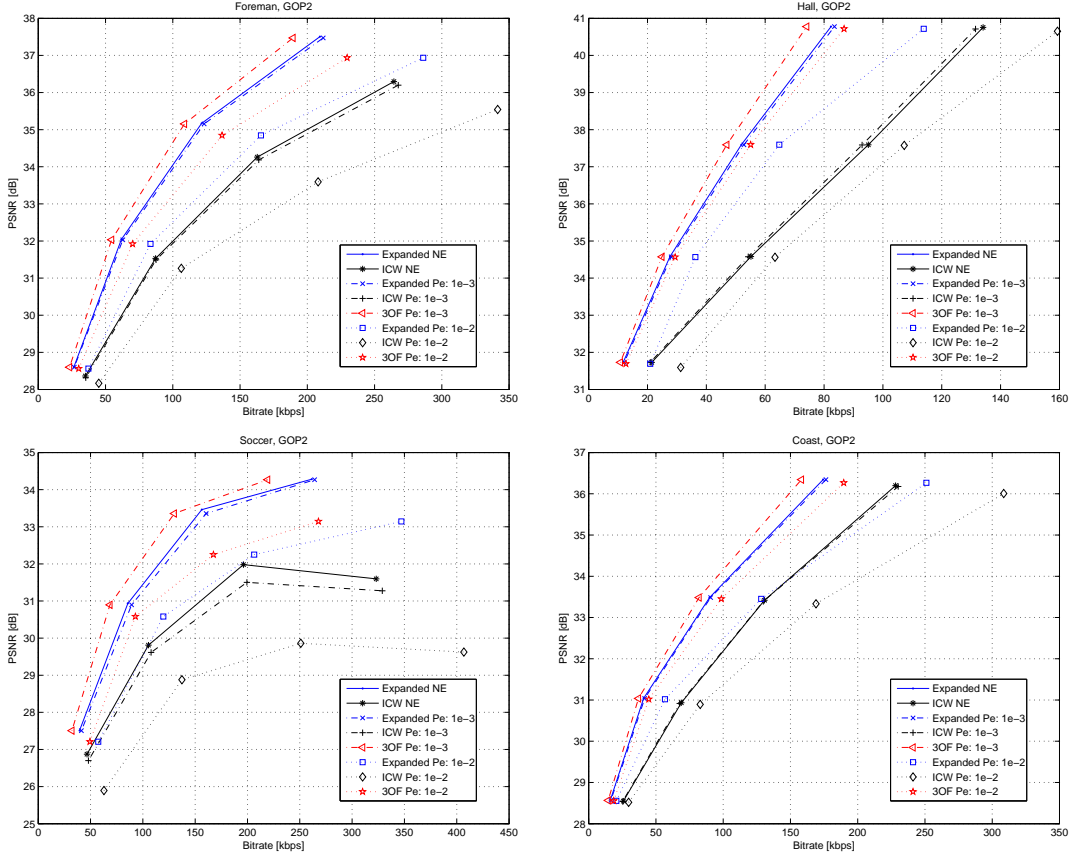 Foreman, GOP2
38
37
36
35
34
33
32
31
30
29
28
PSNR [dB]
0 50 100 150 200 250 300 350
Bitrate [kbps]
Expanded NE
ICW NE
Expanded Pe: 1e−3
ICW Pe: 1e−3
3OF Pe: 1e−3
Expanded Pe: 1e−2
ICW Pe: 1e−2
3OF Pe: 1e−2
Hall, GOP2
41
40
39
38
37
36
35
34
33
32
31
PSNR [dB]
0 20 40 60 80 100 120 140 160
Bitrate [kbps]
Expanded NE
ICW NE
Expanded Pe: 1e−3
ICW Pe: 1e−3
3OF Pe: 1e−3
Expanded Pe: 1e−2
ICW Pe: 1e−2
3OF Pe: 1e−2
Soccer, GOP2
35
34
33
32
31
30
29
28
27
26
25
PSNR [dB]
0 50 100 150 200 250 300 350 400 450
Bitrate [kbps]
Expanded NE
ICW NE
Expanded Pe: 1e−3
ICW Pe: 1e−3
3OF Pe: 1e−3
Expanded Pe: 1e−2
ICW Pe: 1e−2
3OF Pe: 1e−2
Coast, GOP2
37
36
35
34
33
32
31
30
29
28
PSNR [dB]
0 50 100 150 200 250 300 350
Bitrate [kbps]
Expanded NE
ICW NE
Expanded Pe: 1e−3
ICW Pe: 1e−3
3OF Pe: 1e−3
Expanded Pe: 1e−2
ICW Pe: 1e−2
3OF Pe: 1e−2